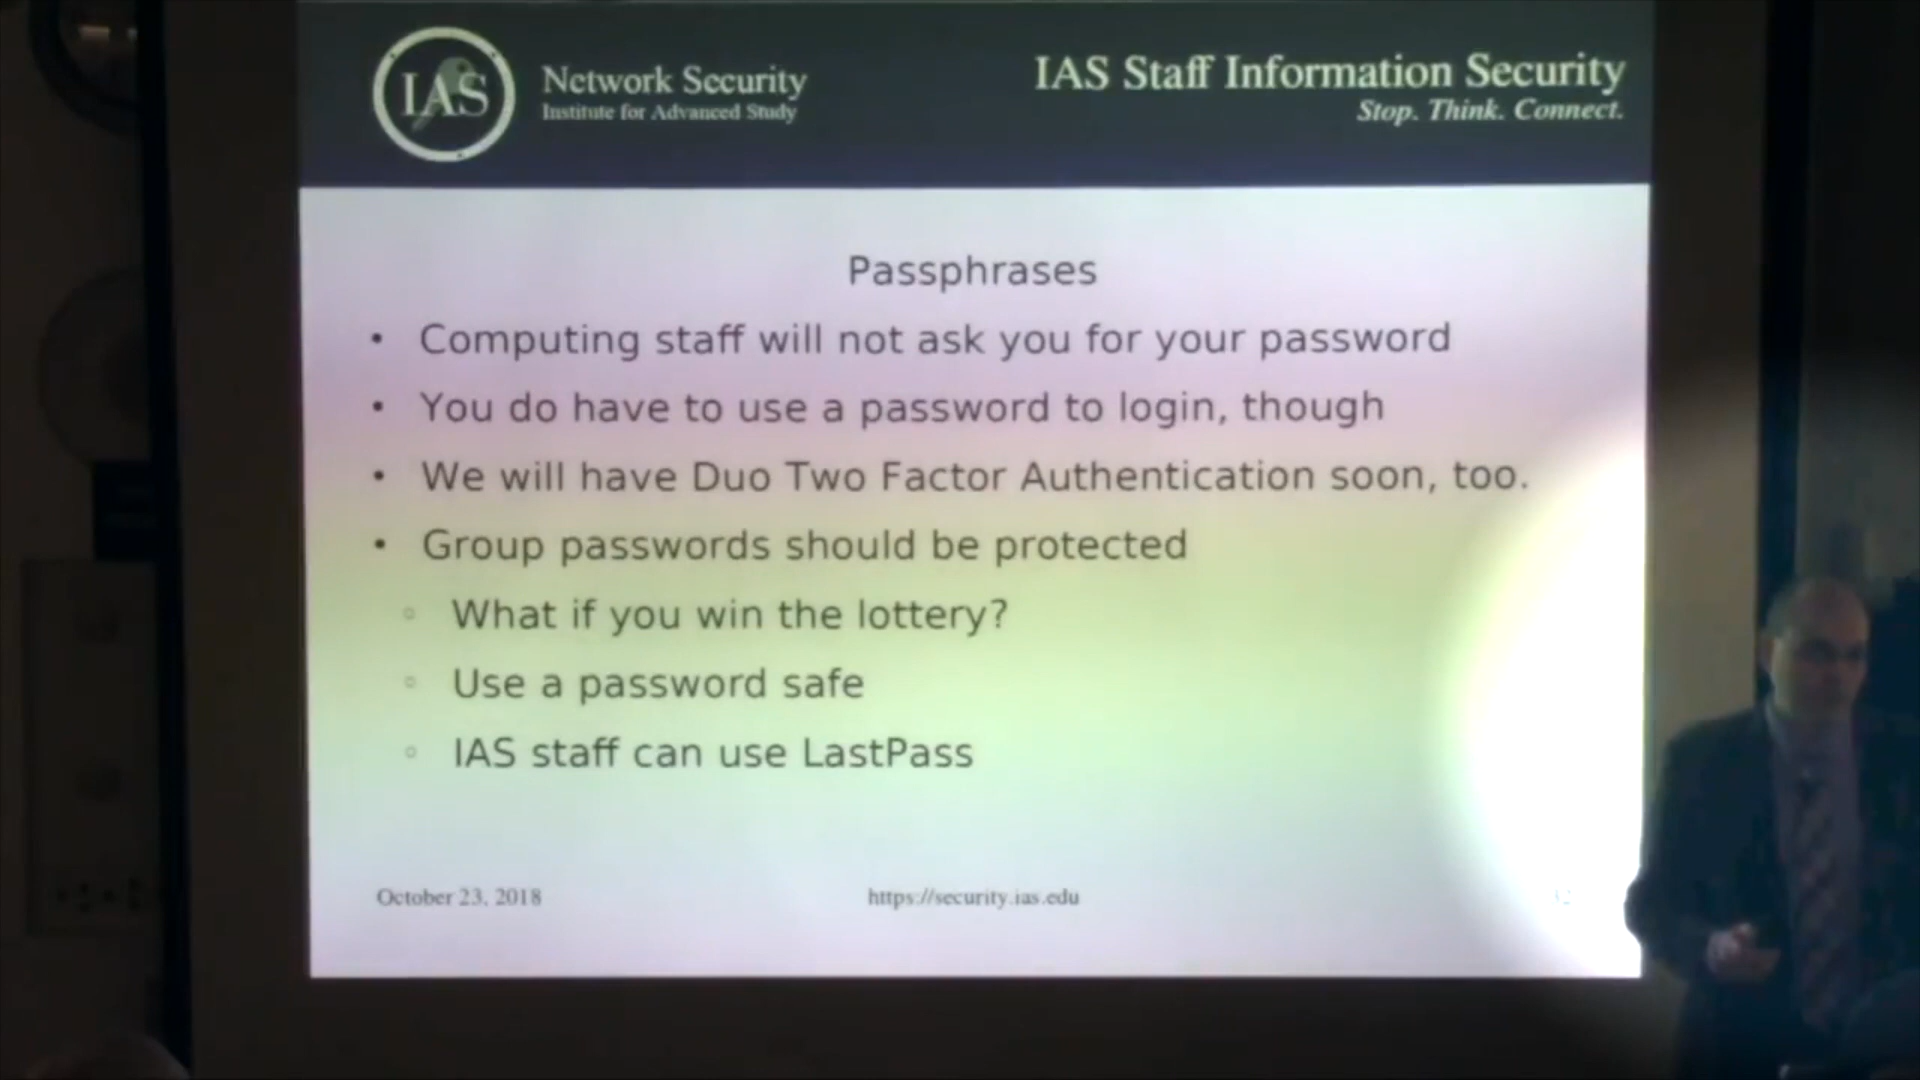 IAS
Network Security
Institute for Advanced Study
IAS Staff Information Security
Stop. Think. Connect.
Passphrases
• Computing staff will not ask you for your password
• You do have to use a password to login, though
• We will have Duo Two Factor Authentication soon, too.
• Group passwords should be protected
◦ What if you win the lottery?
◦ Use a password safe
◦ IAS staff can use LastPass
October 23, 2018
https://security.ias.edu